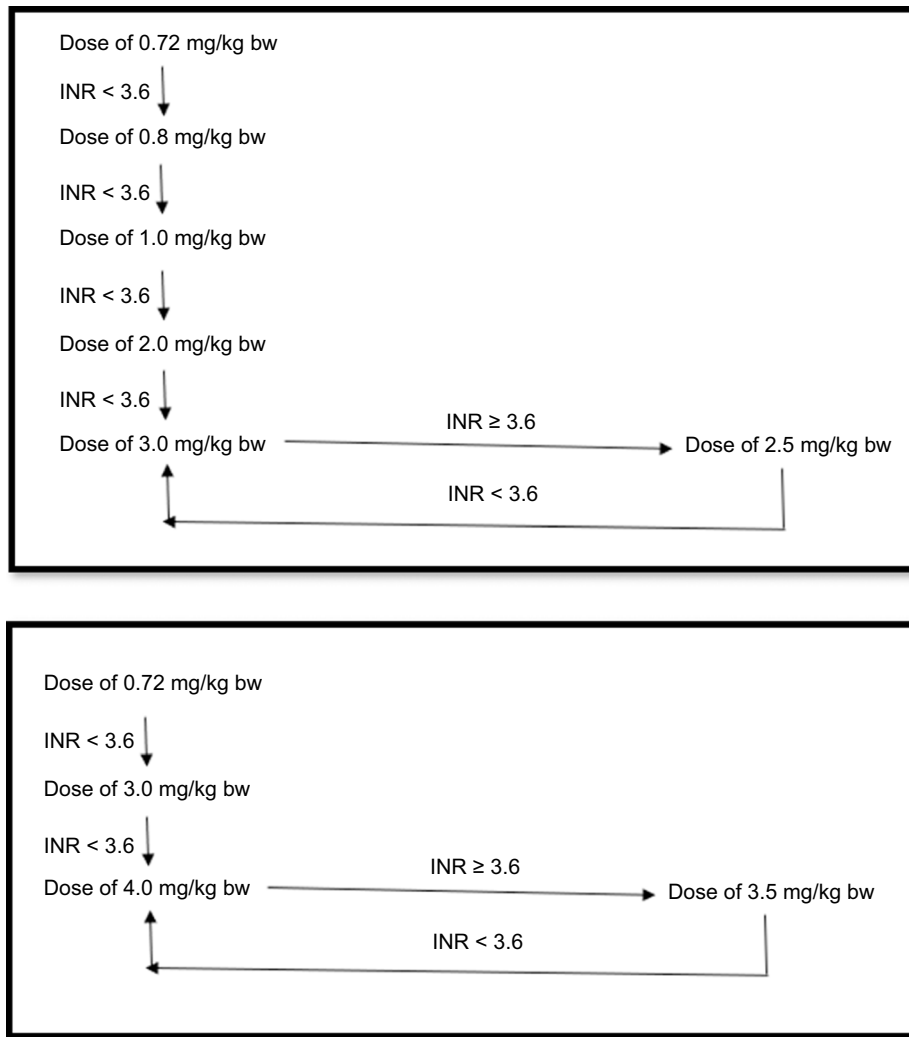 Dose of 0.72 mg/kg bw
INR < 3.6
Dose of 0.8 mg/kg bw
INR < 3.6
Dose of 1.0 mg/kg bw
INR < 3.6
Dose of 2.0 mg/kg bw
INR < 3.6
Dose of 3.0 mg/kg bw
INR ≥ 3.6
Dose of 2.5 mg/kg bw
INR < 3.6
Dose of 0.72 mg/kg bw
INR < 3.6
Dose of 3.0 mg/kg bw
INR < 3.6
Dose of 4.0 mg/kg bw
INR ≥ 3.6
Dose of 3.5 mg/kg bw
INR < 3.6